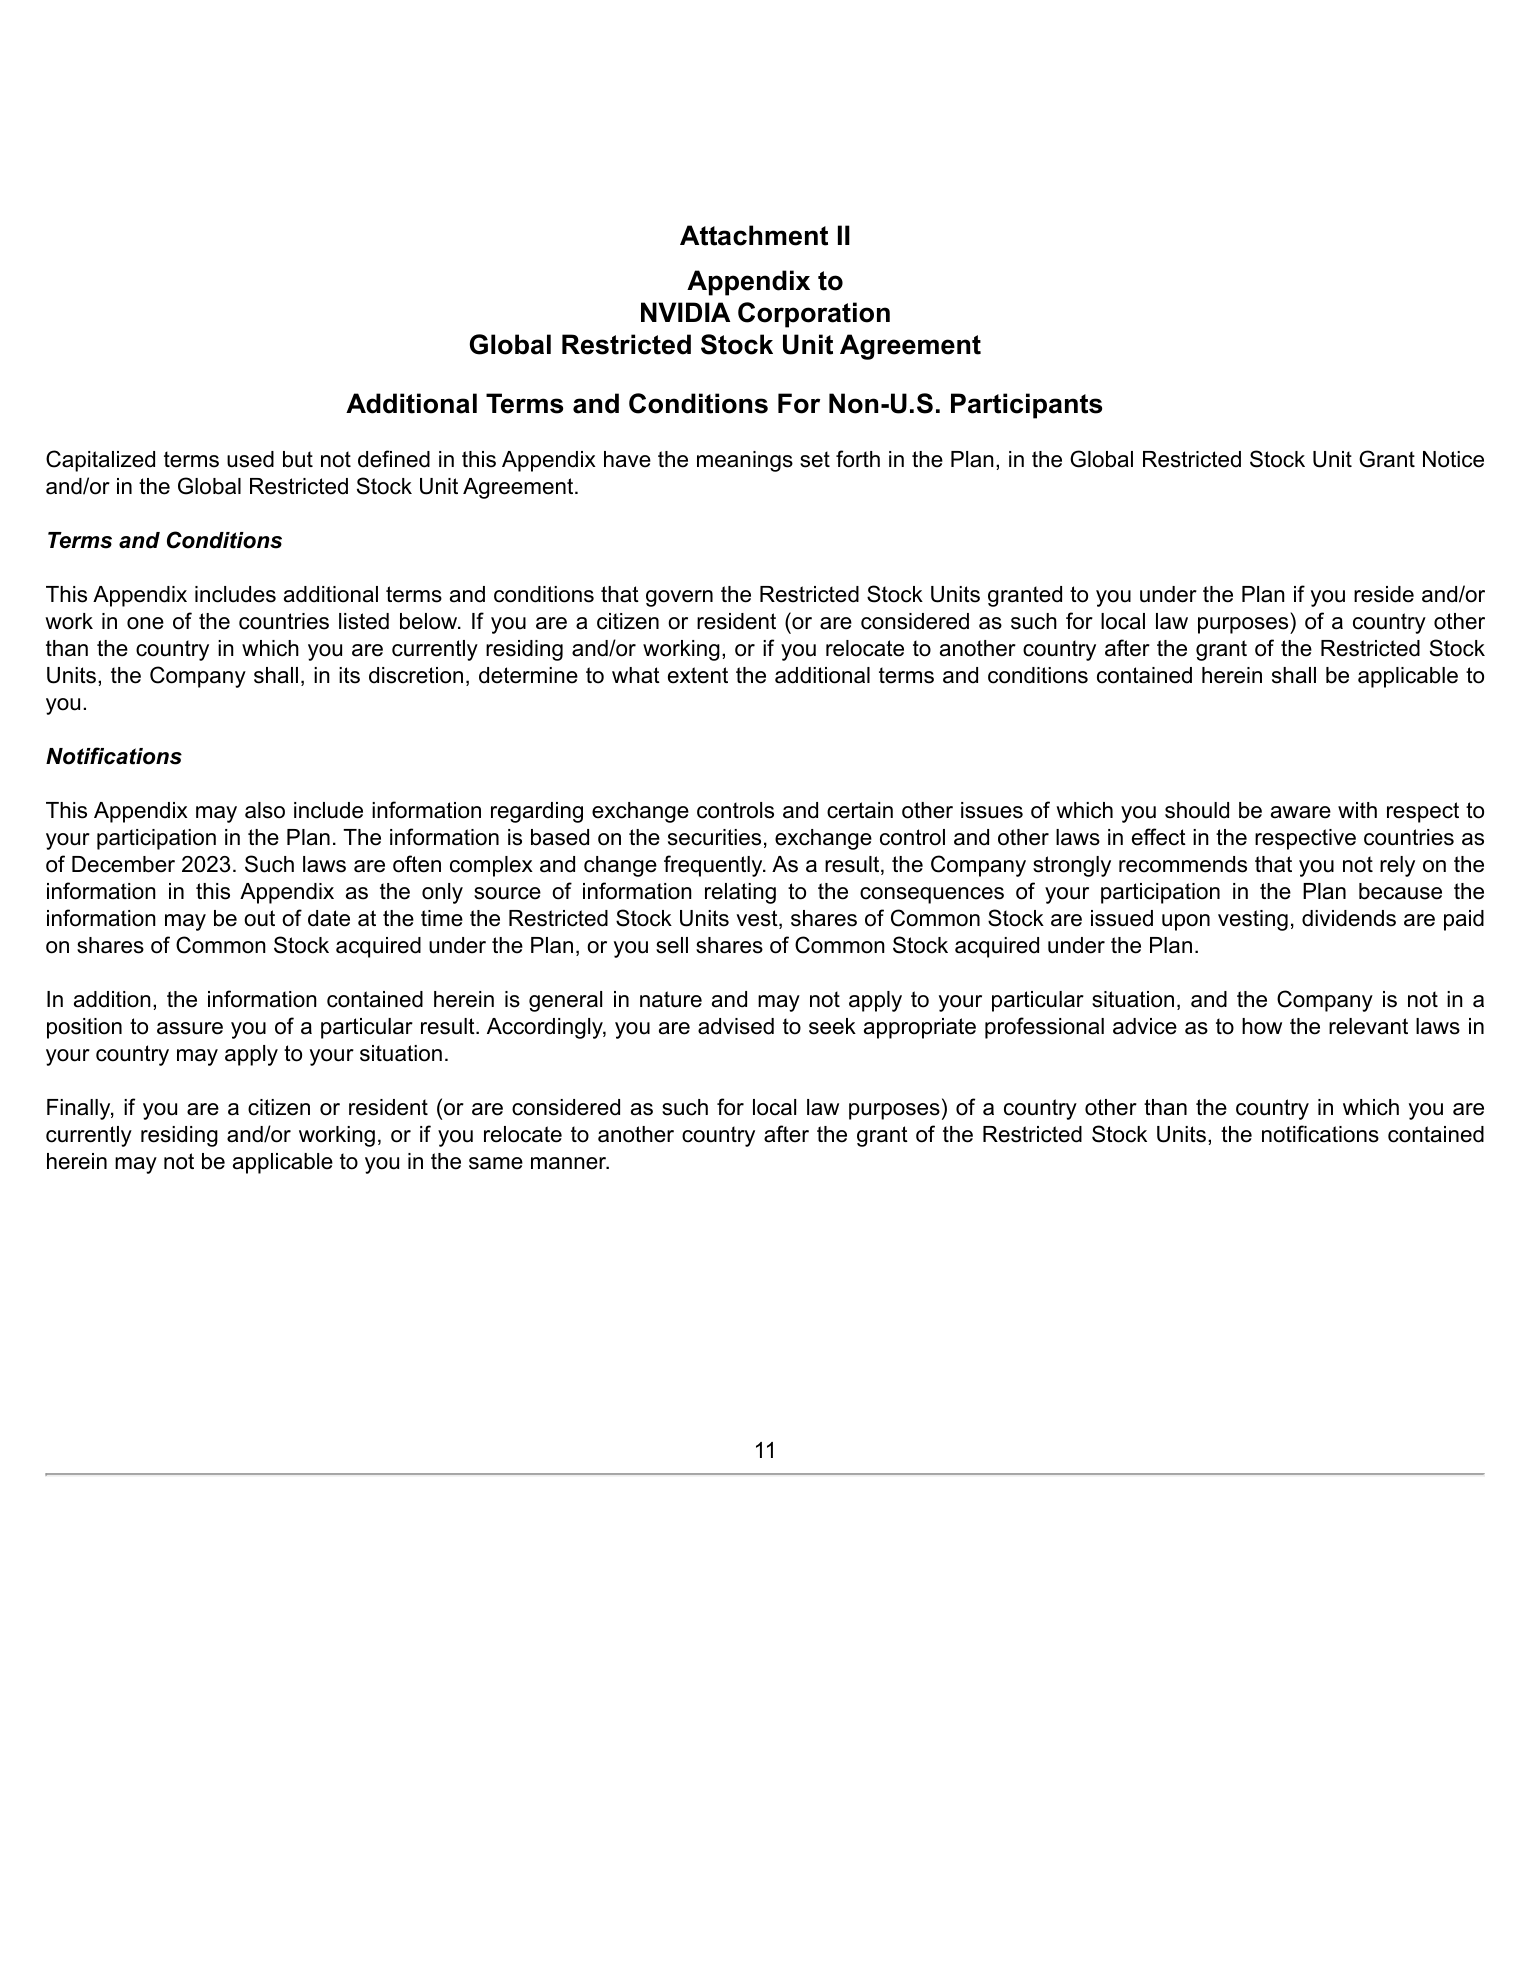 Attachment II
Appendix to
NVIDIA Corporation
Global Restricted Stock Unit Agreement
Additional Terms and Conditions For Non-U.S. Participants
Capitalized terms used but not defined in this Appendix have the meanings set forth in the Plan, in the Global Restricted Stock Unit Grant Notice
and/or in the Global Restricted Stock Unit Agreement.
Terms and Conditions
This Appendix includes additional terms and conditions that govern the Restricted Stock Units granted to you under the Plan if you reside and/or
work in one of the countries listed below. If you are a citizen or resident (or are considered as such for local law purposes) of a country other
than the country in which you are currently residing and/or working, or if you relocate to another country after the grant of the Restricted Stock
Units, the Company shall, in its discretion, determine to what extent the additional terms and conditions contained herein shall be applicable to
you.
Notifications
This Appendix may also include information regarding exchange controls and certain other issues of which you should be aware with respect to
your participation in the Plan. The information is based on the securities, exchange control and other laws in effect in the respective countries as
of December 2023. Such laws are often complex and change frequently. As a result, the Company strongly recommends that you not rely on the
information in this Appendix as the only source of information relating to the consequences of your participation in the Plan because the
information may be out of date at the time the Restricted Stock Units vest, shares of Common Stock are issued upon vesting, dividends are paid
on shares of Common Stock acquired under the Plan, or you sell shares of Common Stock acquired under the Plan.
In addition, the information contained herein is general in nature and may not apply to your particular situation, and the Company is not in a
position to assure you of a particular result. Accordingly, you are advised to seek appropriate professional advice as to how the relevant laws in
your country may apply to your situation.
Finally, if you are a citizen or resident (or are considered as such for local law purposes) of a country other than the country in which you are
currently residing and/or working, or if you relocate to another country after the grant of the Restricted Stock Units, the notifications contained
herein may not be applicable to you in the same manner.
11